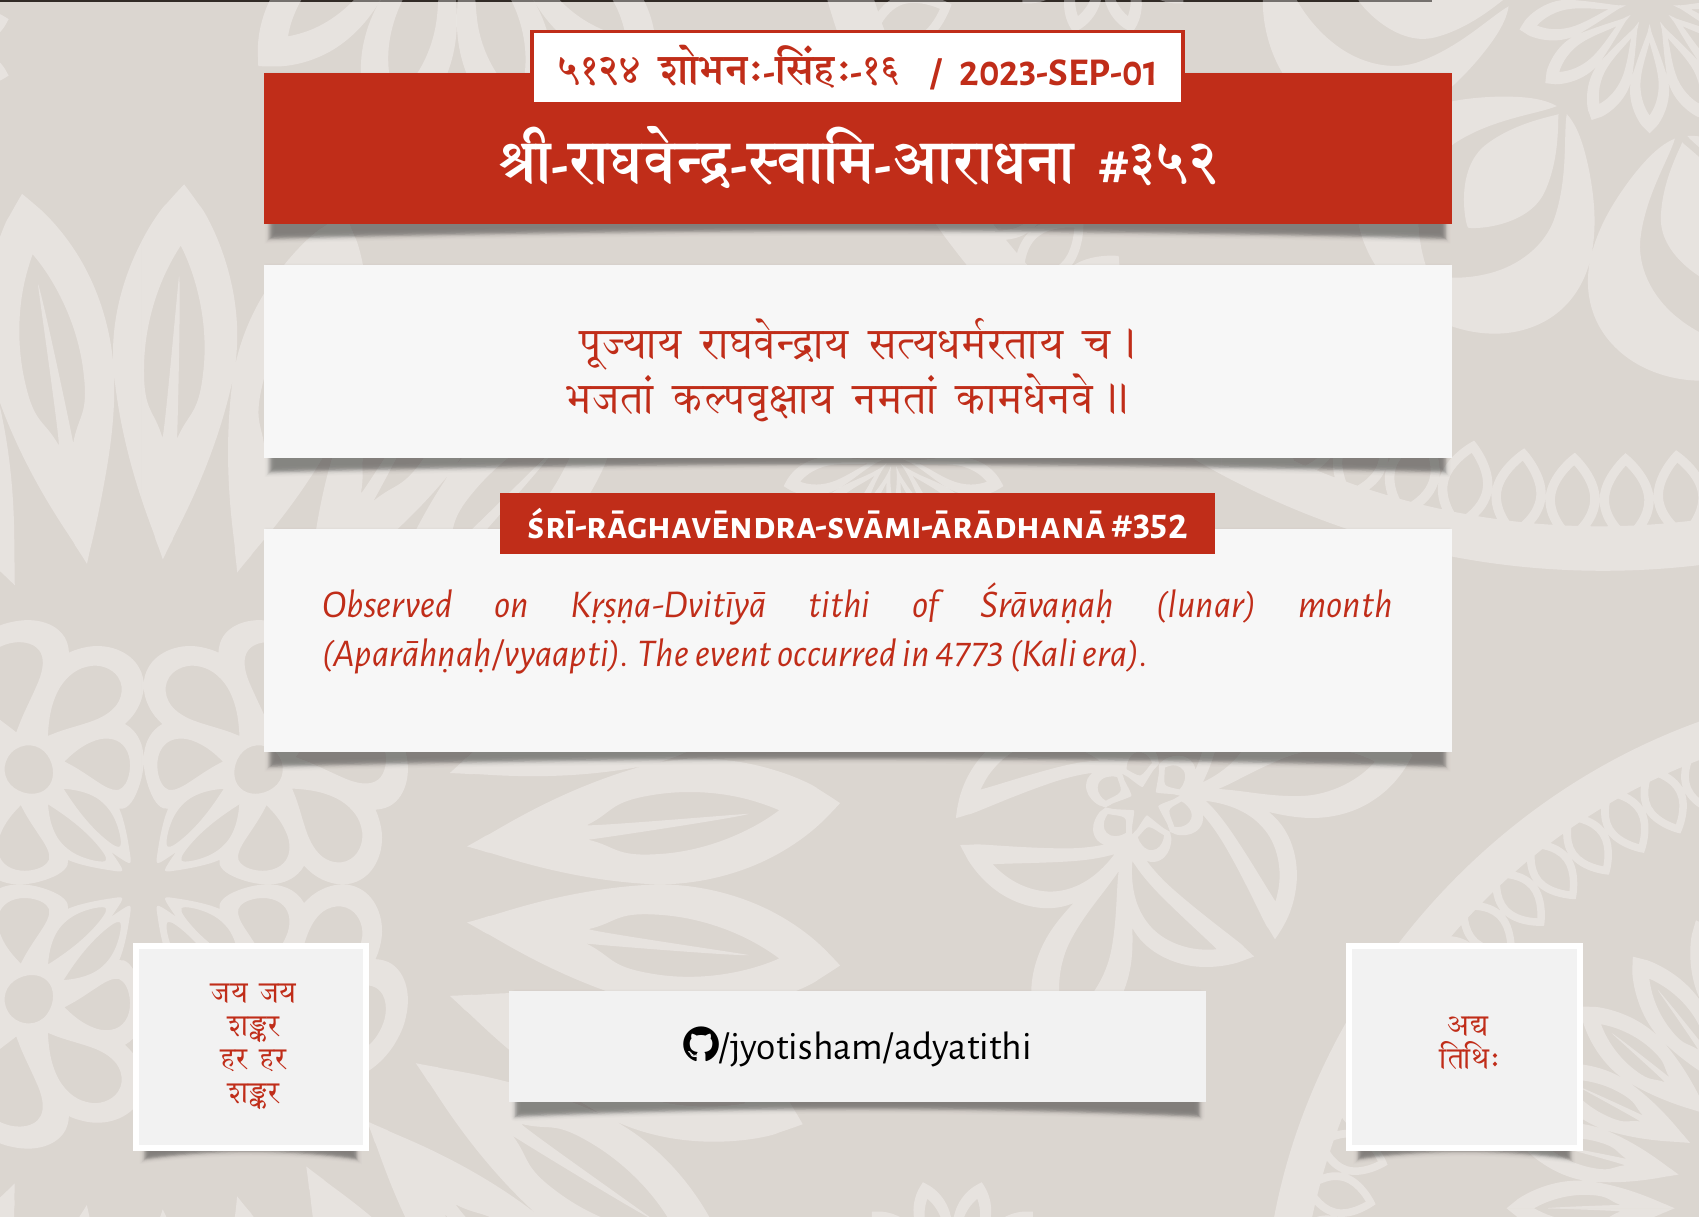 ५१२४ शोभनः-सिंहः-१६ / 2023-SEP-01
श्री-राघवेन्द्र-स्वामि-आराधना #३५२
पूज्याय राघवेन्द्राय सत्यधर्मरताय च।
भजतां कल्पवृक्षाय नमतां कामधेनवे॥
ŚRĪ-RĀGHAVĒNDRA-SVĀMI-ĀRĀDHANĀ #352
Observed on Kṛṣṇa-Dvitīyā tithi of Śrāvaṇaḥ (lunar) month
(Aparāhṇaḥ/vyaapti). The event occurred in 4773 (Kali era).
जय जय
शङ्कर
हर हर
शङ्कर
/jyotisham/adyatithi
अद्य
तिथिः